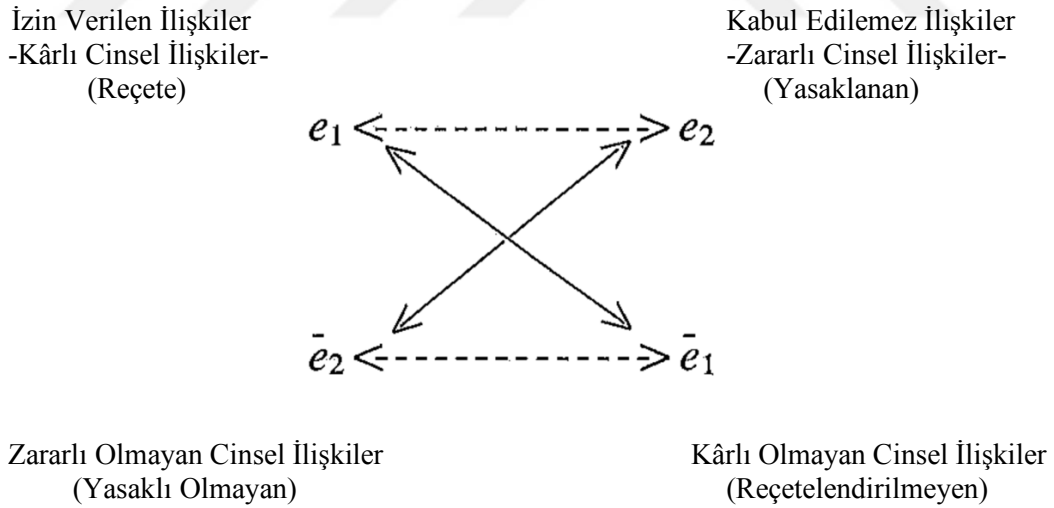 İzin Verilen İlişkiler
-Kârlı Cinsel İlişkiler-
(Reçete)
Kabul Edilemez İlişkiler
-Zararlı Cinsel İlişkiler-
(Yasaklanan)
e₁ e₂
ē₂ ē₁
Zararlı Olmayan Cinsel İlişkiler
(Yasaklı Olmayan)
Kârlı Olmayan Cinsel İlişkiler
(Reçetelendirilmeyen)